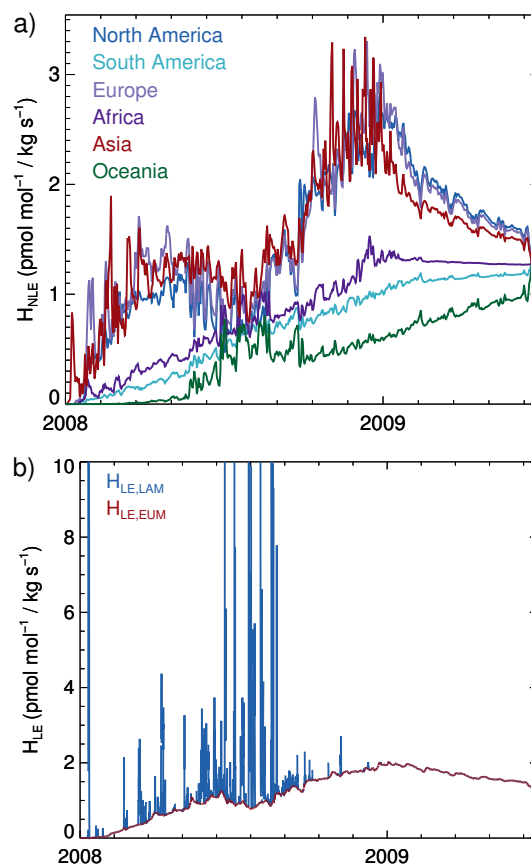 a)
North America
South America
Europe
Africa
Asia
Oceania
H_NLE (pmol mol⁻¹ / kg s⁻¹)
3
2
1
0
2008 2009
b)
H_LE,LAM
H_LE,EUM
H_LE (pmol mol⁻¹ / kg s⁻¹)
10
8
6
4
2
0
2008 2009